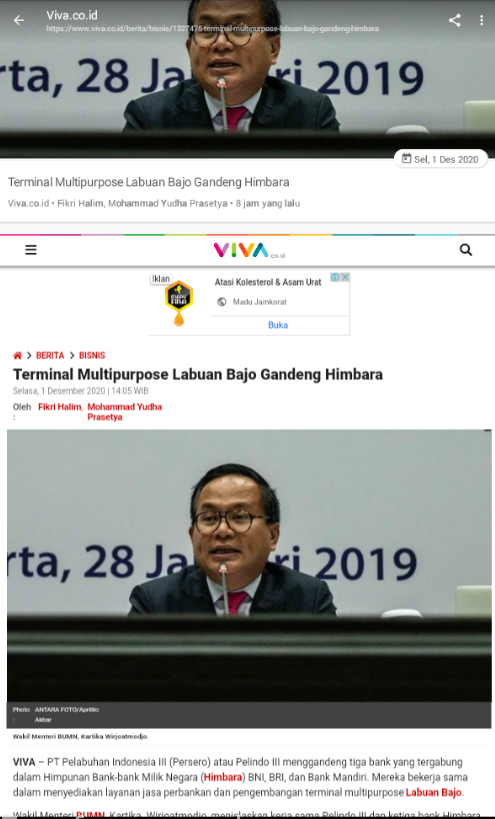 Viva.co.id
https://www.viva.co.id/berita/bisnis/1327475-terminal-multipurpose-labuan-bajo-gandeng-himbara
rta, 28 Ja ri 2019
Sel, 1 Des 2020
Terminal Multipurpose Labuan Bajo Gandeng Himbara
Viva.co.id • Fikri Halim, Mohammad Yudha Prasetya • 8 jam yang lalu
VIVA.co.id
Iklan
Atasi Kolesterol & Asam Urat
Madu Jamkorat
Buka
BERITA BISNIS
Terminal Multipurpose Labuan Bajo Gandeng Himbara
Selasa, 1 Desember 2020 | 14:05 WIB
Oleh : Fikri Halim, Mohammad Yudha
Prasetya
rta, 28 Ja ri 2019
Photo : ANTARA FOTO/Aprillio
Akbar
Wakil Menteri BUMN, Kartika Wirjoatmodjo.
VIVA – PT Pelabuhan Indonesia III (Persero) atau Pelindo III menggandeng tiga bank yang tergabung
dalam Himpunan Bank-bank Milik Negara (Himbara) BNI, BRI, dan Bank Mandiri. Mereka bekerja sama
dalam menyediakan layanan jasa perbankan dan pengembangan terminal multipurpose Labuan Bajo.
Wakil Menteri BUMN, Kartika Wirjoatmodjo, menjelaskan kerja sama Pelindo III dan ketiga bank Himbara